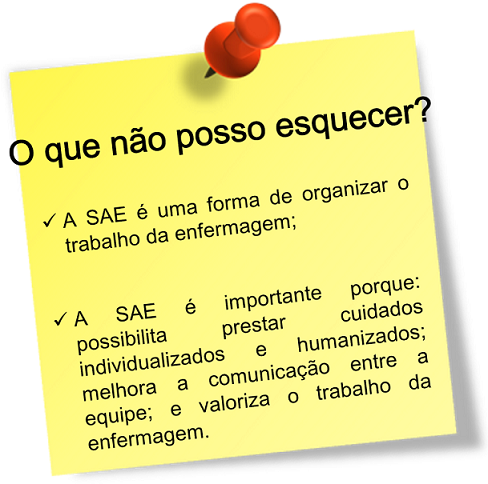 O que não posso esquecer?
✓ A SAE é uma forma de organizar o
trabalho da enfermagem;
✓ A SAE é importante porque:
possibilita prestar cuidados
individualizados e humanizados;
melhora a comunicação entre a
equipe; e valoriza o trabalho da
enfermagem.